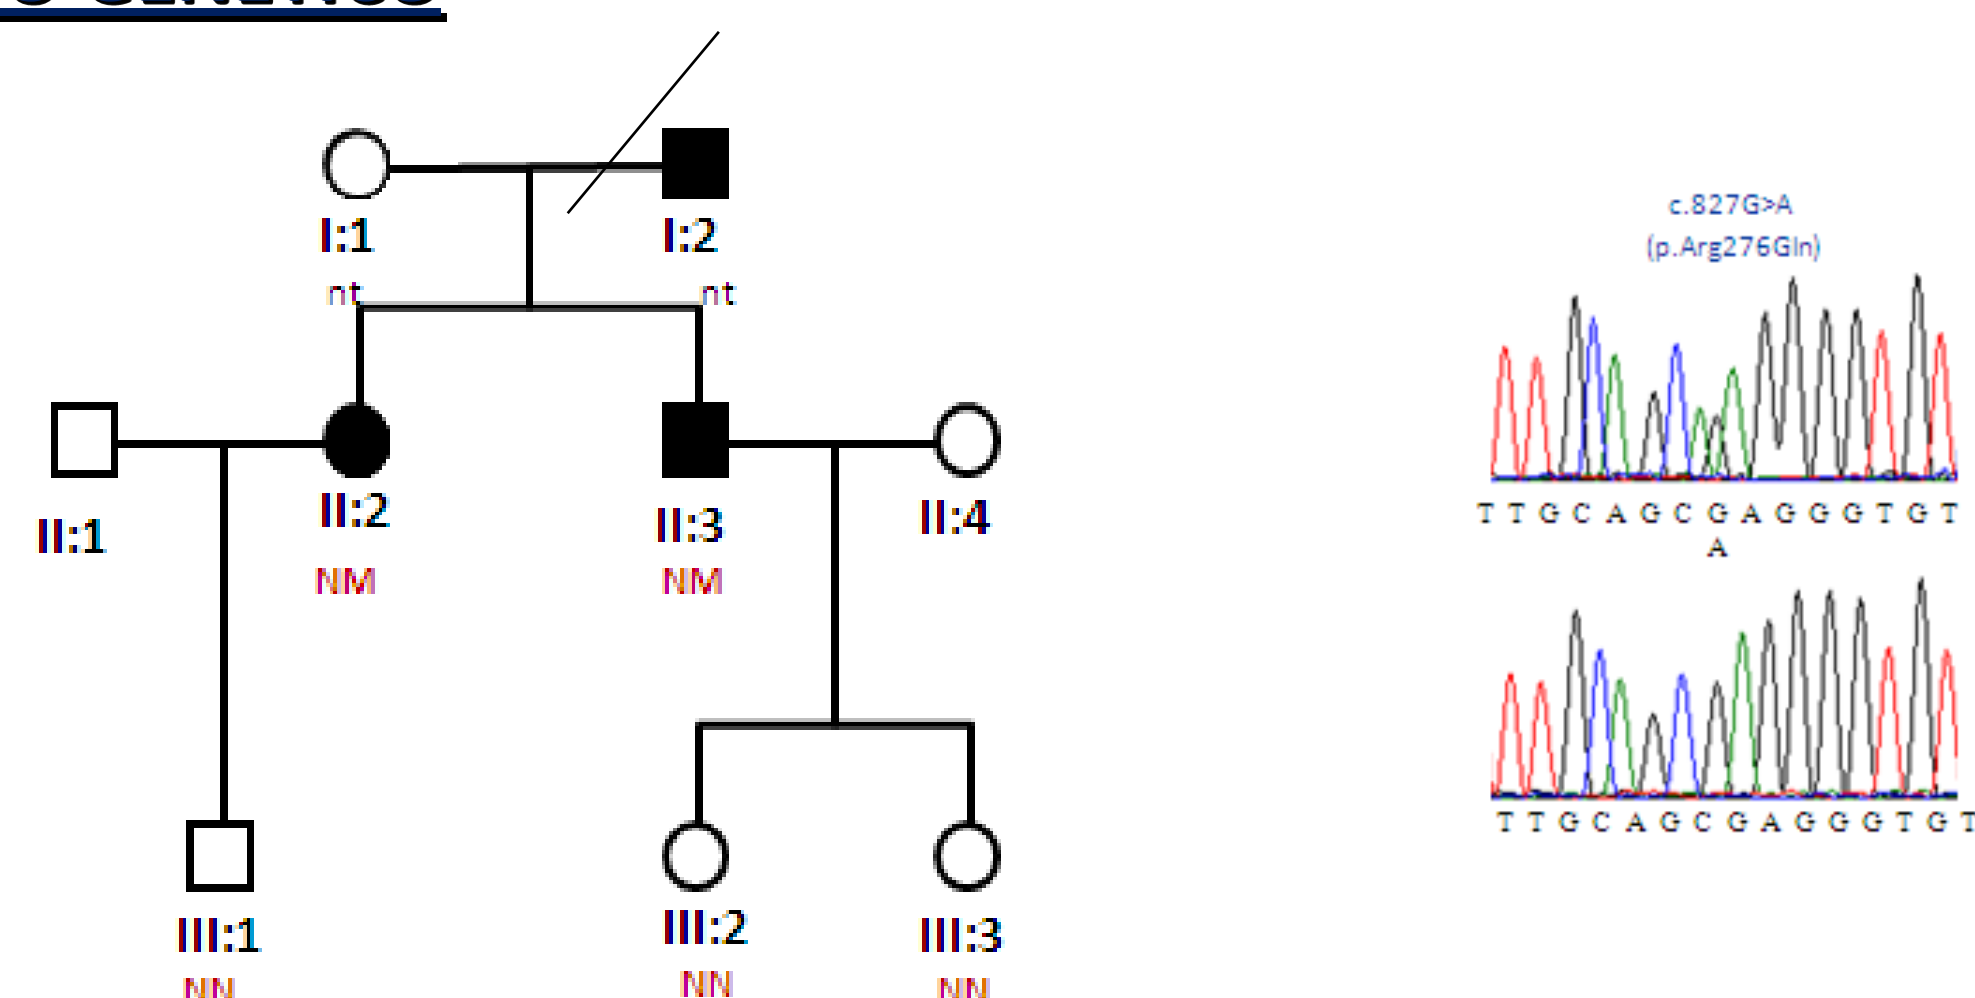 I:1 I:2
nt nt
II:1 II:2 II:3 II:4
NM NM
III:1 III:2 III:3
NN NN NN
c.827G>A
(p.Arg276Gln)
T T G C A G C G A G G G T G T
A
T T G C A G C G A G G G T G T